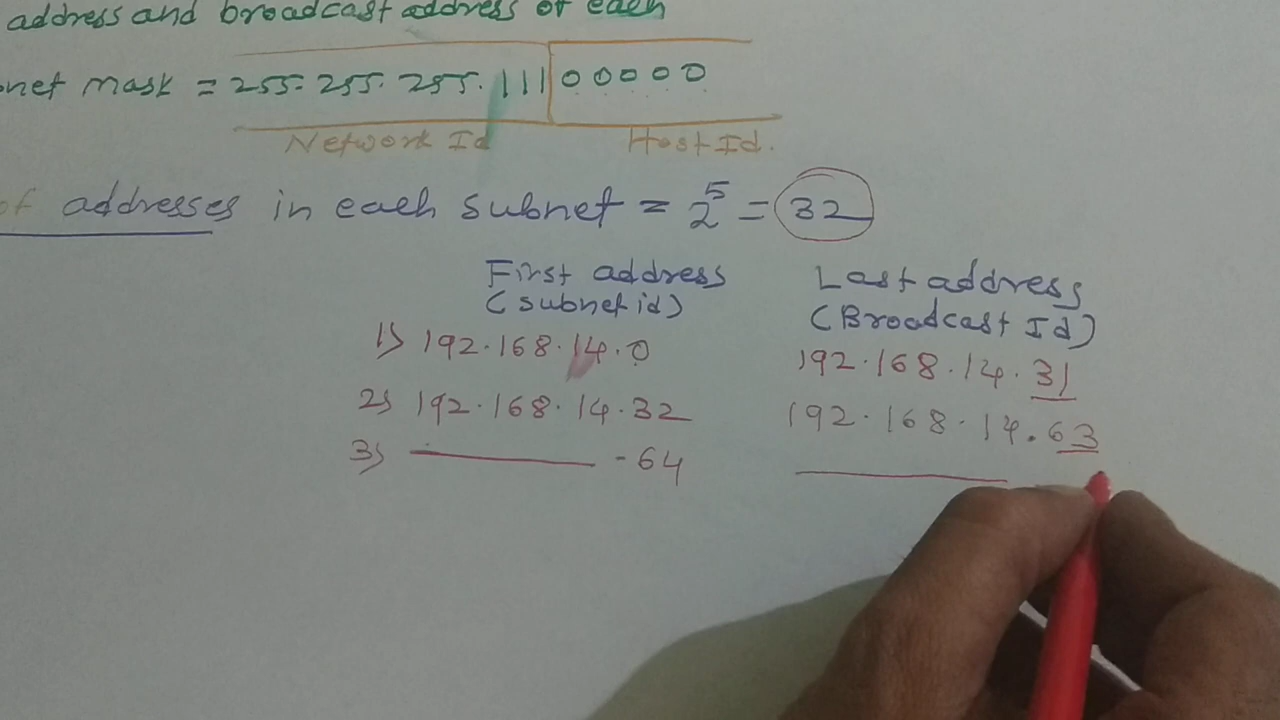 address and broadcast address of each
net mask = 255.255.255.11100000
Network Id Host Id.
of addresses in each subnet = 2^5 = 32
First address Last address
(subnet id) (Broadcast Id)
1) 192.168.14.0 192.168.14.31
2) 192.168.14.32 192.168.14.63
3) -64